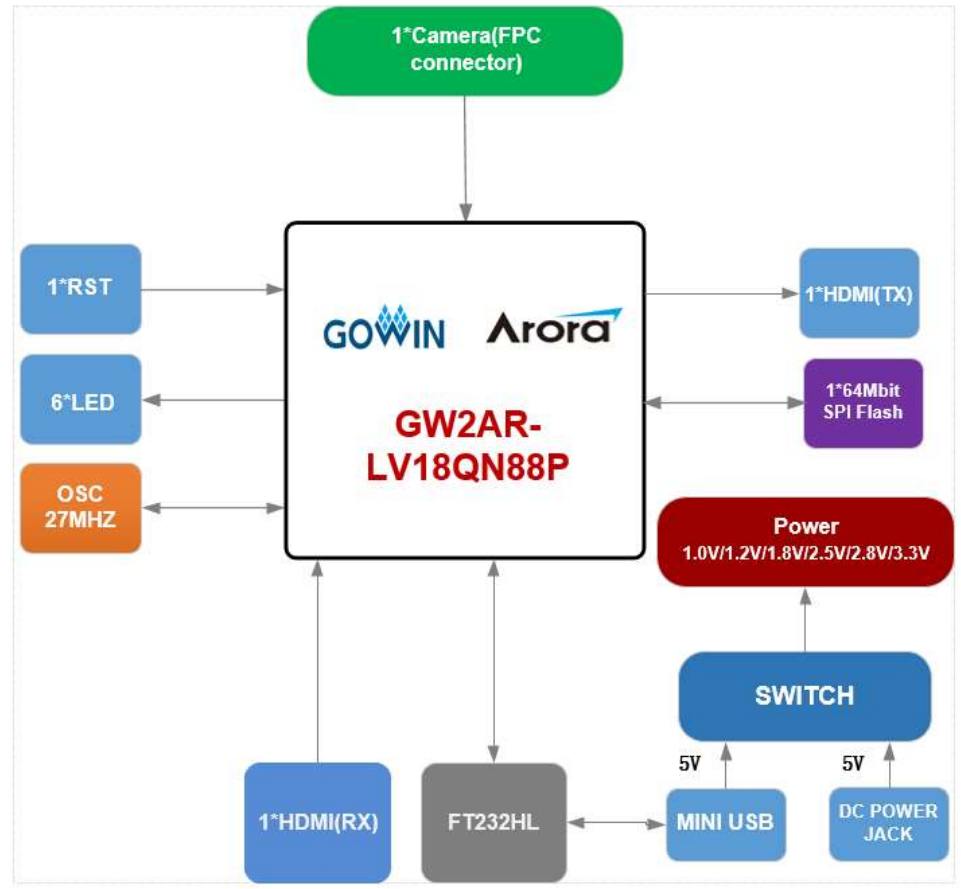 1*Camera(FPC
connector)
1*RST
GOWIN
Arora
1*HDMI(TX)
6*LED
GW2AR-
LV18QN88P
1*64Mbit
SPI Flash
OSC
27MHZ
Power
1.0V/1.2V/1.8V/2.5V/2.8V/3.3V
SWITCH
5V
5V
1*HDMI(RX)
FT232HL
MINI USB
DC POWER
JACK